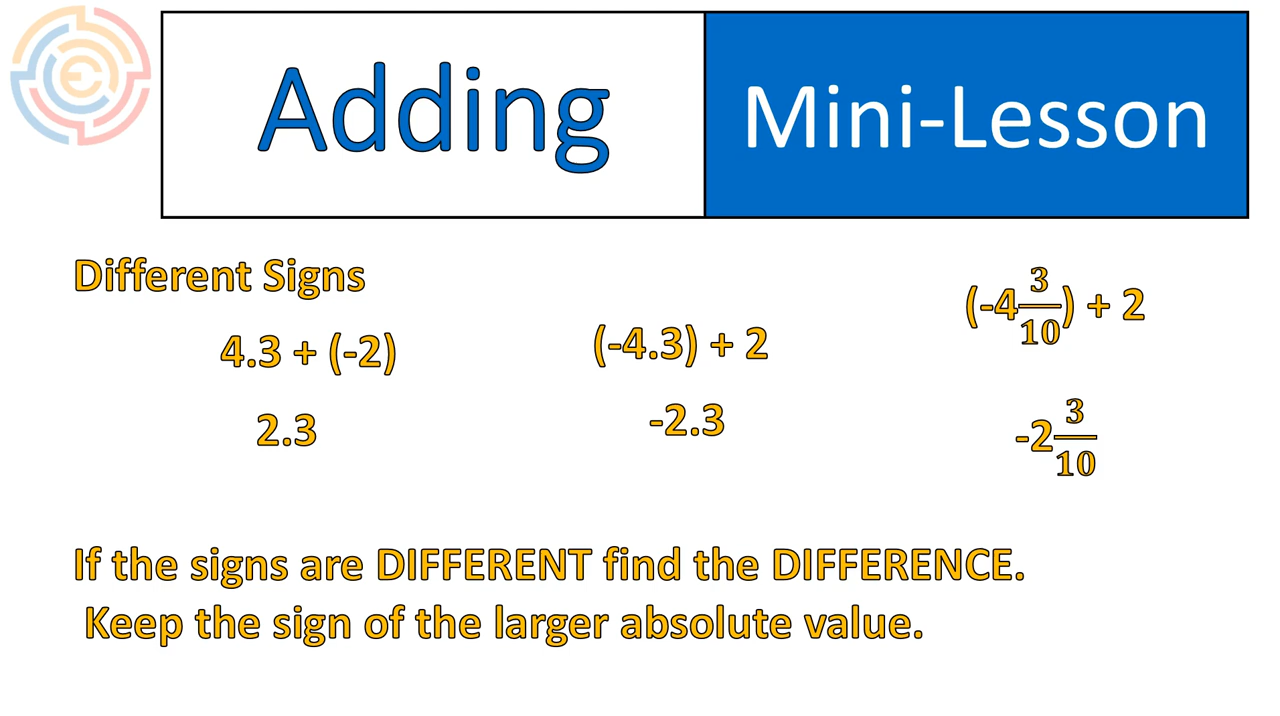 Adding
Mini-Lesson
Different Signs
4.3 + (-2)
2.3
(-4.3) + 2
-2.3
(-4 3/10) + 2
-2 3/10
If the signs are DIFFERENT find the DIFFERENCE.
Keep the sign of the larger absolute value.